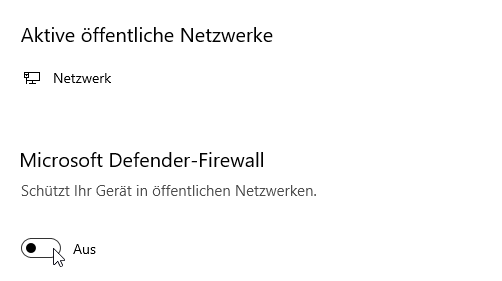 Aktive öffentliche Netzwerke
Netzwerk
Microsoft Defender-Firewall
Schützt Ihr Gerät in öffentlichen Netzwerken.
Aus